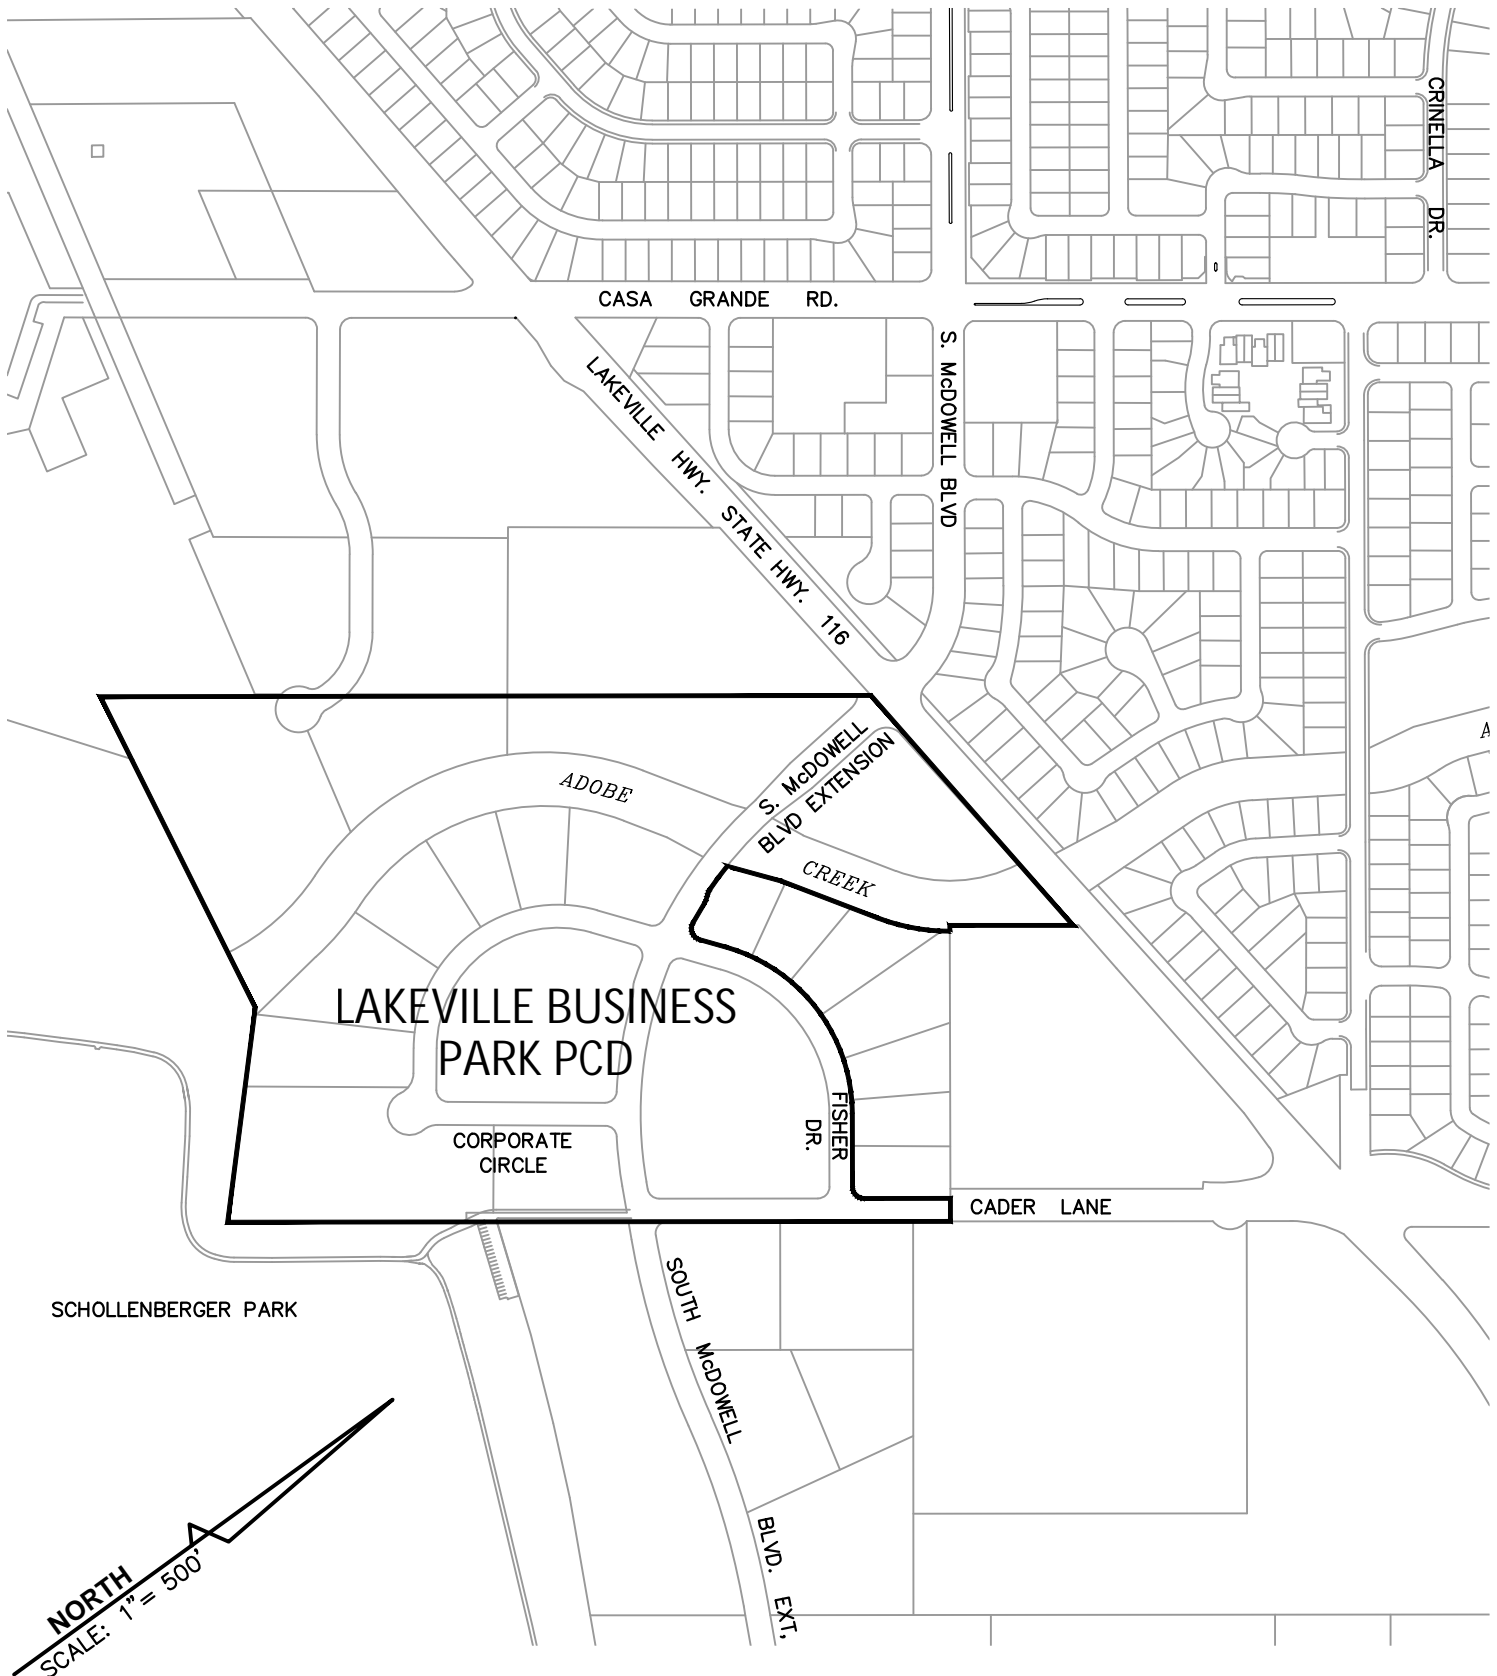 CRINELLA DR.
CASA GRANDE RD.
S. McDOWELL BLVD
LAKEVILLE HWY. STATE HWY. 116
A
S. McDOWELL
BLVD EXTENSION
ADOBE
CREEK
LAKEVILLE BUSINESS
PARK PCD
FISHER
DR.
CORPORATE
CIRCLE
CADER LANE
SCHOLLENBERGER PARK
SOUTH McDOWELL BLVD. EXT,
NORTH
SCALE: 1"= 500'